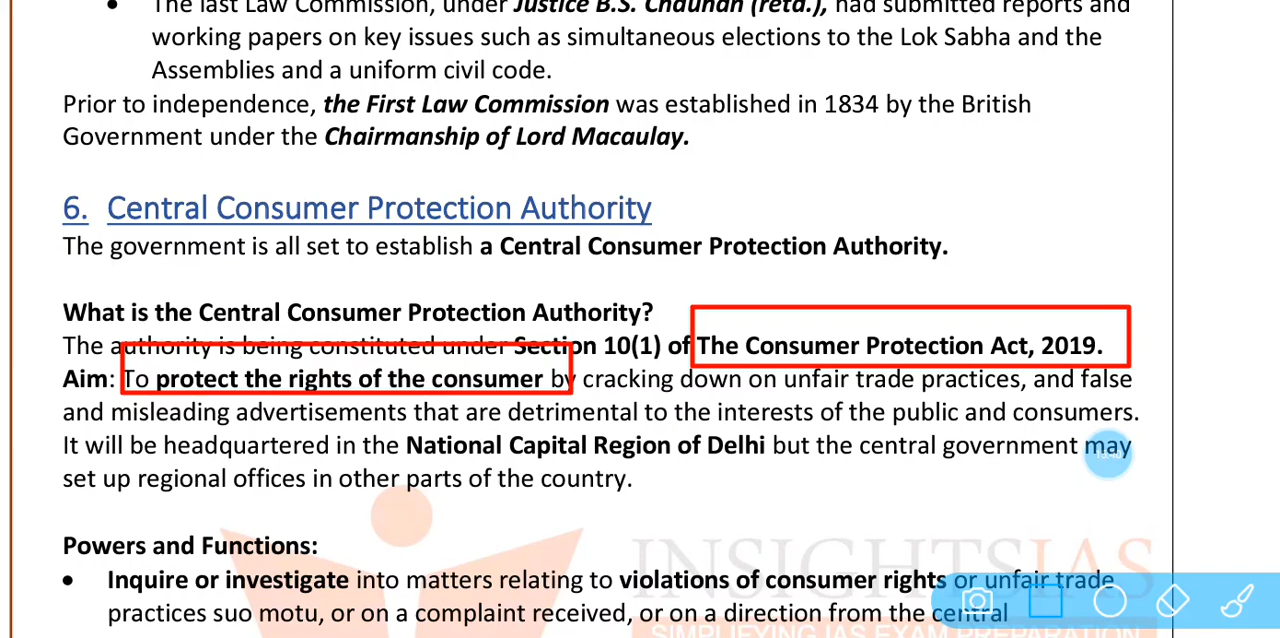 • The last Law Commission, under Justice B.S. Chauhan (retd.), had submitted reports and
working papers on key issues such as simultaneous elections to the Lok Sabha and the
Assemblies and a uniform civil code.
Prior to independence, the First Law Commission was established in 1834 by the British
Government under the Chairmanship of Lord Macaulay.
6. Central Consumer Protection Authority
The government is all set to establish a Central Consumer Protection Authority.
What is the Central Consumer Protection Authority?
The authority is being constituted under Section 10(1) of The Consumer Protection Act, 2019.
Aim: To protect the rights of the consumer by cracking down on unfair trade practices, and false
and misleading advertisements that are detrimental to the interests of the public and consumers.
It will be headquartered in the National Capital Region of Delhi but the central government may
set up regional offices in other parts of the country.
Powers and Functions:
• Inquire or investigate into matters relating to violations of consumer rights or unfair trade
practices suo motu, or on a complaint received, or on a direction from the central
INSIGHTSIAS
SIMPLIFYING IAS EXAM PREPARATION